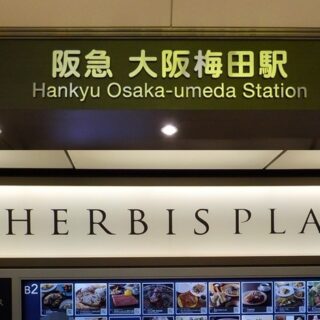 阪急 大阪梅田駅
Hankyu Osaka-umeda Station
HERBIS PLA
B2